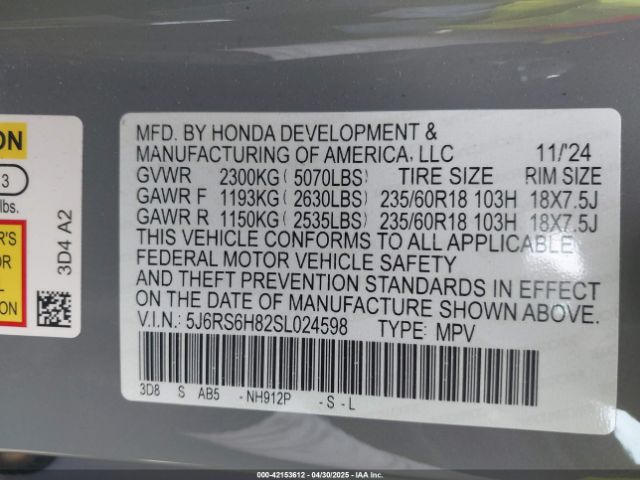 ON
3
lbs.
R'S
OR
L
3D4 A2
MFD. BY HONDA DEVELOPMENT &
MANUFACTURING OF AMERICA, LLC 11/'24
GVWR 2300KG( 5070LBS) TIRE SIZE RIM SIZE
GAWR F 1193KG( 2630LBS) 235/60R18 103H 18X7.5J
GAWR R 1150KG( 2535LBS) 235/60R18 103H 18X7.5J
THIS VEHICLE CONFORMS TO ALL APPLICABLE
FEDERAL MOTOR VEHICLE SAFETY
AND THEFT PREVENTION STANDARDS IN EFFECT
ON THE DATE OF MANUFACTURE SHOWN ABOVE.
V.I.N.: 5J6RS6H82SL024598 TYPE: MPV
3D8 S AB5 - NH912P - S - L
000-42153612 - 04/30/2025 - IAA Inc.